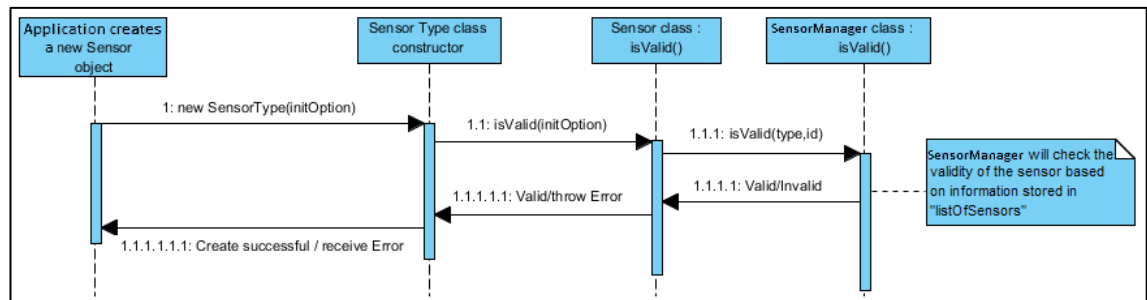 Application creates
a new Sensor
object
Sensor Type class
constructor
Sensor class :
isValid()
SensorManager class :
isValid()
1: new SensorType(initOption)
1.1: isValid(initOption)
1.1.1: isValid(type,id)
SensorManager will check the
validity of the sensor based
on information stored in
"listOfSensors"
1.1.1.1: Valid/Invalid
1.1.1.1.1: Valid/throw Error
1.1.1.1.1.1: Create successful / receive Error